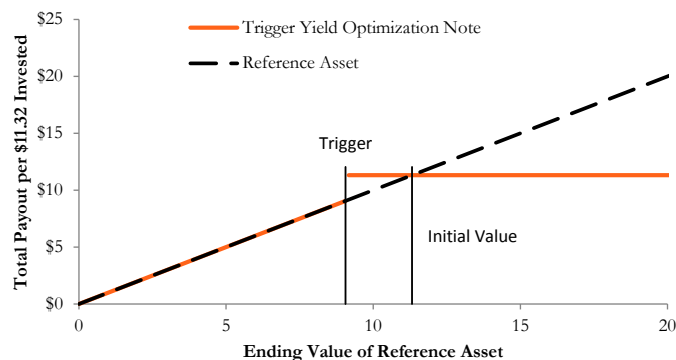 $25
Trigger Yield Optimization Note
Reference Asset
$20
$15
Trigger
$10
Initial Value
$5
$0
0 5 10 15 20
Total Payout per $11.32 Invested
Ending Value of Reference Asset